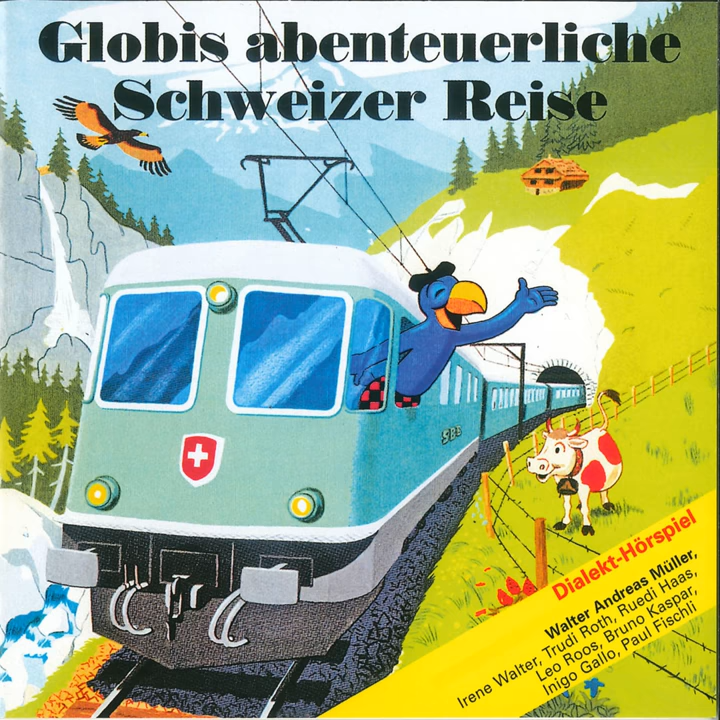 Globis abenteuerliche
Schweizer Reise
SBB
Dialekt-Hörspiel
Walter Andreas Müller,
Irene Walter, Trudi Roth, Ruedi Haas,
Leo Roos, Bruno Kaspar,
Inigo Gallo, Paul Fischli